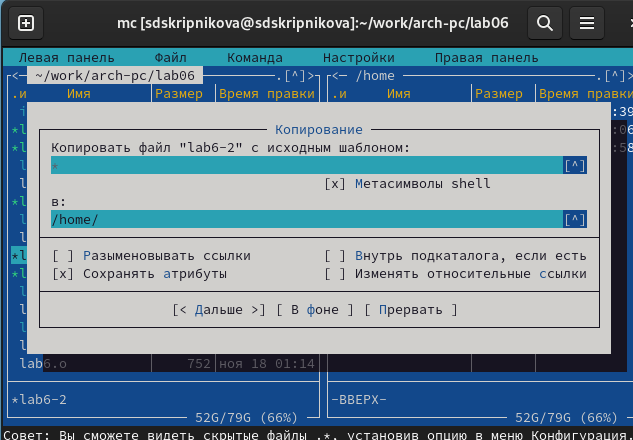 mc [sdskripnikova@sdskripnikova]:~/work/arch-pc/lab06
Левая панель Файл Команда Настройки Правая панель
<─ ~/work/arch-pc/lab06 .[^]>
<─ /home .[^]>
.и Имя Размер Время правки
.и Имя Размер Время правки
Копирование
Копировать файл "lab6-2" с исходным шаблоном:
* [^]
[x] Метасимволы shell
в:
/home/ [^]
[ ] Разыменовывать ссылки [ ] Внутрь подкаталога, если есть
[x] Сохранять атрибуты [ ] Изменять относительные ссылки
[< Дальше >] [ В фоне ] [ Прервать ]
lab6.o 752 ноя 18 01:14
*lab6-2
-ВВЕРХ-
52G/79G (66%)
52G/79G (66%)
Совет: Вы сможете видеть скрытые файлы .*, установив опцию в меню Конфигурация.